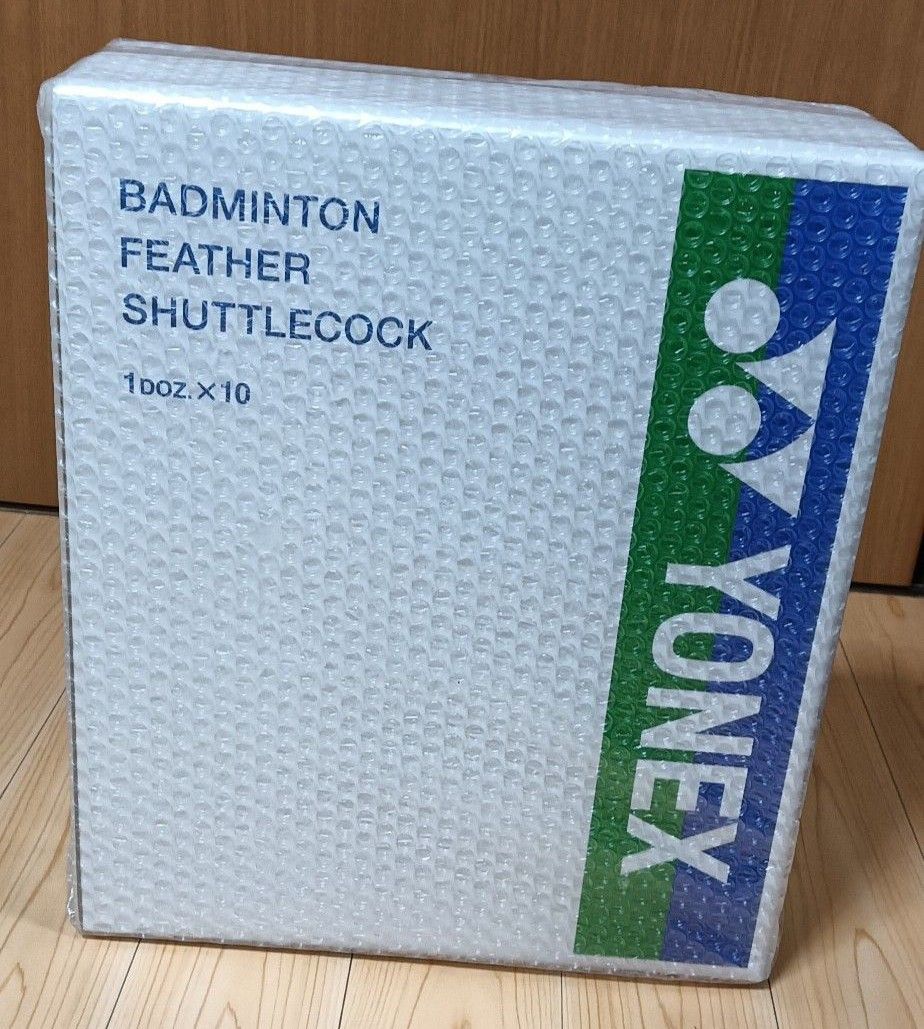 BADMINTON
FEATHER
SHUTTLECOCK
1DOZ.×10
YONEX